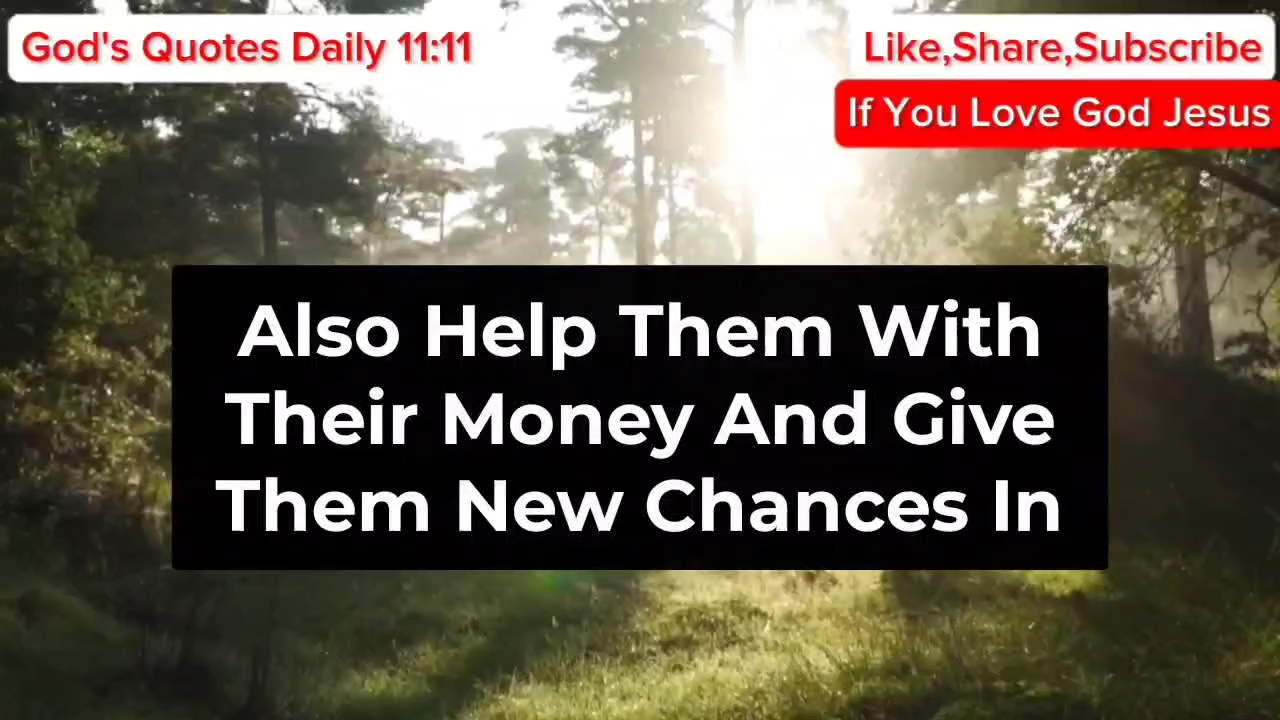 God's Quotes Daily 11:11
Like,Share,Subscribe
If You Love God Jesus
Also Help Them With
Their Money And Give
Them New Chances In